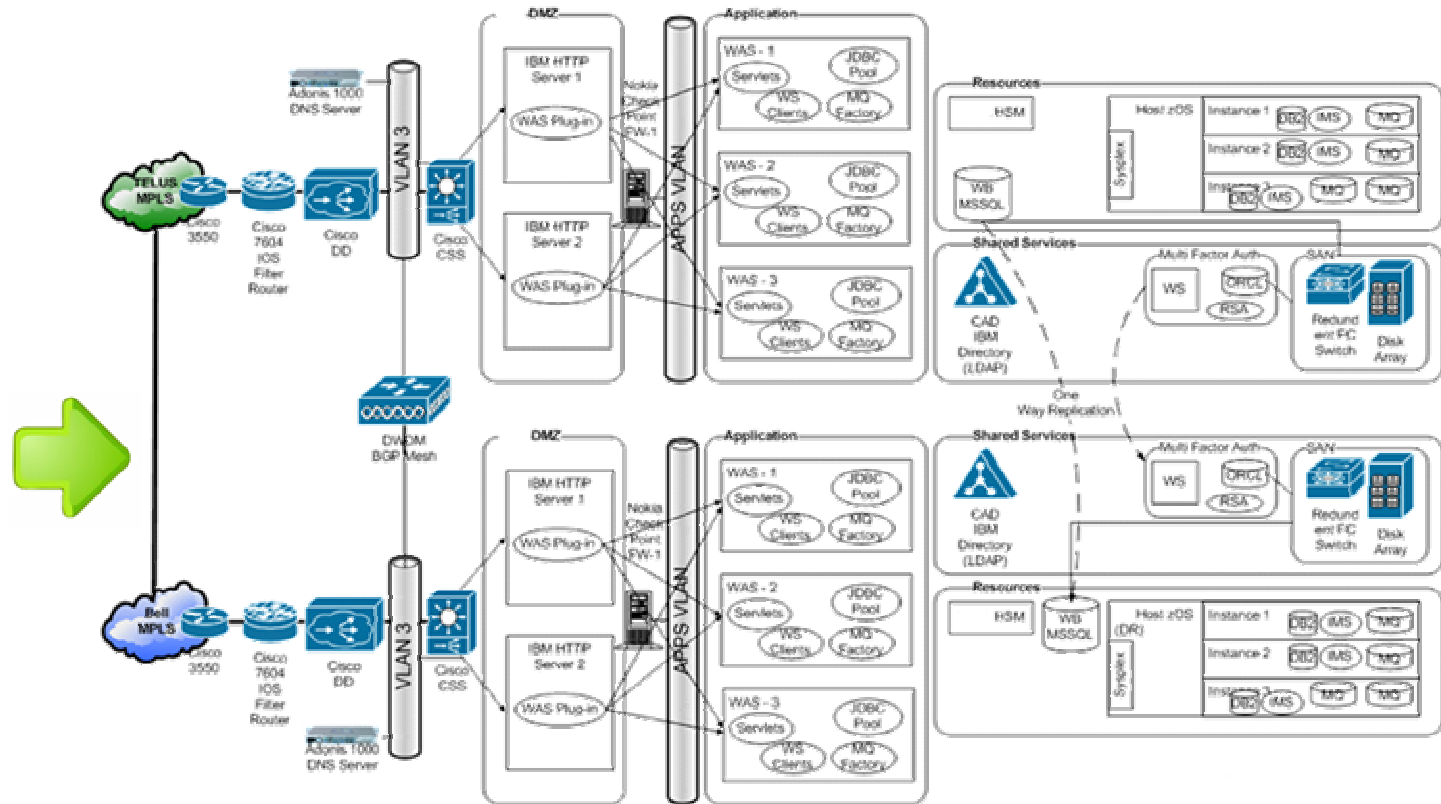 DMZ
Application
IBM HTTP
Server 1
WAS Plug-in
IBM HTTP
Server 2
WAS Plug-in
Nokia
Check
Point
FW-1
APPS VLAN
WAS - 1
Servlets
JDBC
Pool
WS
Clients
MQ
Factory
WAS - 2
Servlets
JDBC
Pool
WS
Clients
MQ
Factory
WAS - 3
Servlets
JDBC
Pool
WS
Clients
MQ
Factory
Adonis 1000
DNS Server
VLAN 3
TELUS
MPLS
Cisco
3550
Cisco
7604
IOS
Filter
Router
Cisco
DD
Cisco
CSS
Resources
HSM
WB
MSSQL
Host zOS
Sysplex
Instance 1
DB2
IMS
MQ
Instance 2
DB2
IMS
MQ
Instance 3
DB2
IMS
MQ
MQ
Shared Services
CAD
IBM
Directory
(LDAP)
Multi Factor Auth
WS
ORCL
RSA
SAN
Redund
ent FC
Switch
Disk
Array
One
Way Replication
DWDM
BGP Mesh
DMZ
Application
IBM HTTP
Server 1
WAS Plug-in
IBM HTTP
Server 2
WAS Plug-in
Nokia
Check
Point
FW-1
APPS VLAN
WAS - 1
Servlets
JDBC
Pool
WS
Clients
MQ
Factory
WAS - 2
Servlets
JDBC
Pool
WS
Clients
MQ
Factory
WAS - 3
Servlets
JDBC
Pool
WS
Clients
MQ
Factory
Shared Services
CAD
IBM
Directory
(LDAP)
Multi Factor Auth
WS
ORCL
RSA
SAN
Redund
ent FC
Switch
Disk
Array
Bell
MPLS
Cisco
3550
Cisco
7604
IOS
Filter
Router
Cisco
DD
VLAN 3
Cisco
CSS
Adonis 1000
DNS Server
Resources
HSM
WB
MSSQL
Host zOS
(DR)
Sysplex
Instance 1
DB2
IMS
MQ
Instance 2
DB2
IMS
MQ
Instance 3
DB2
IMS
MQ
MQ